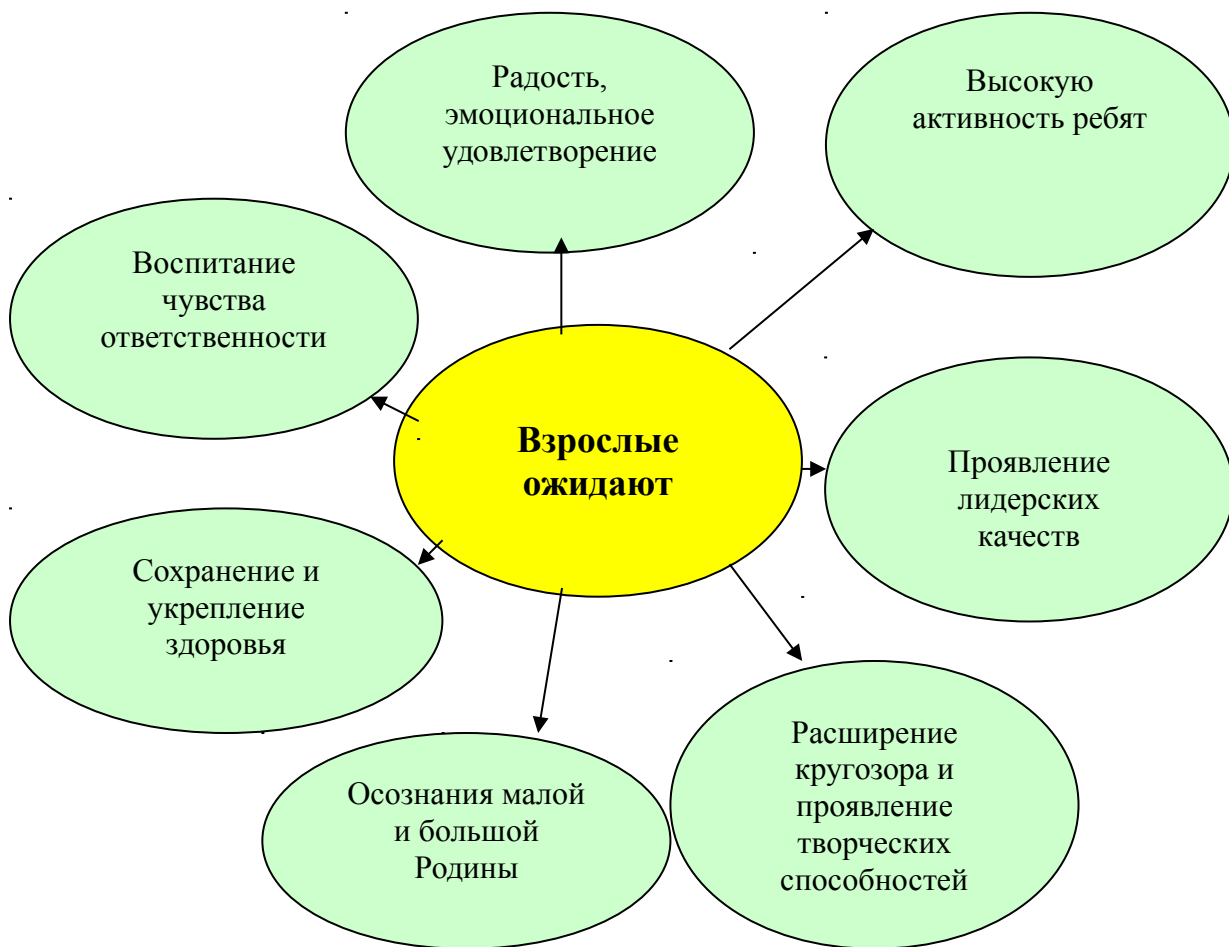 Радость,
эмоциональное
удовлетворение
Высокую
активность ребят
Воспитание
чувства
ответственности
Взрослые
ожидают
Проявление
лидерских
качеств
Сохранение и
укрепление
здоровья
Осознания малой
и большой
Родины
Расширение
кругозора и
проявление
творческих
способностей